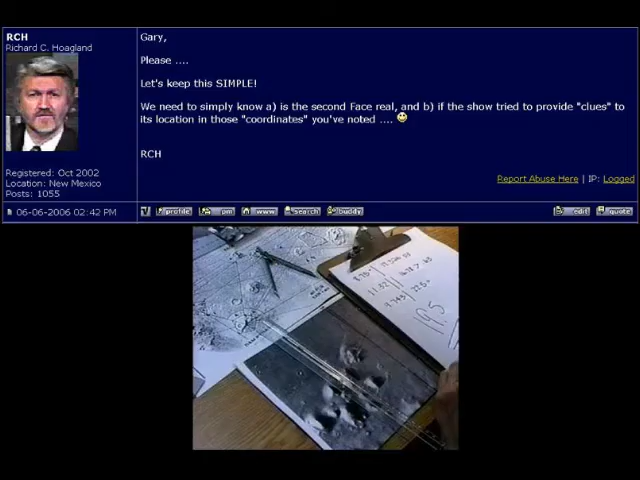 RCH
Richard C. Hoagland
Registered: Oct 2002
Location: New Mexico
Posts: 1055
06-06-2006 02:42 PM
Gary,
Please ....
Let's keep this SIMPLE!
We need to simply know a) is the second Face real, and b) if the show tried to provide "clues" to
its location in those "coordinates" you've noted ....
RCH
Report Abuse Here | IP: Logged
profile pm www search buddy edit quote
19.5